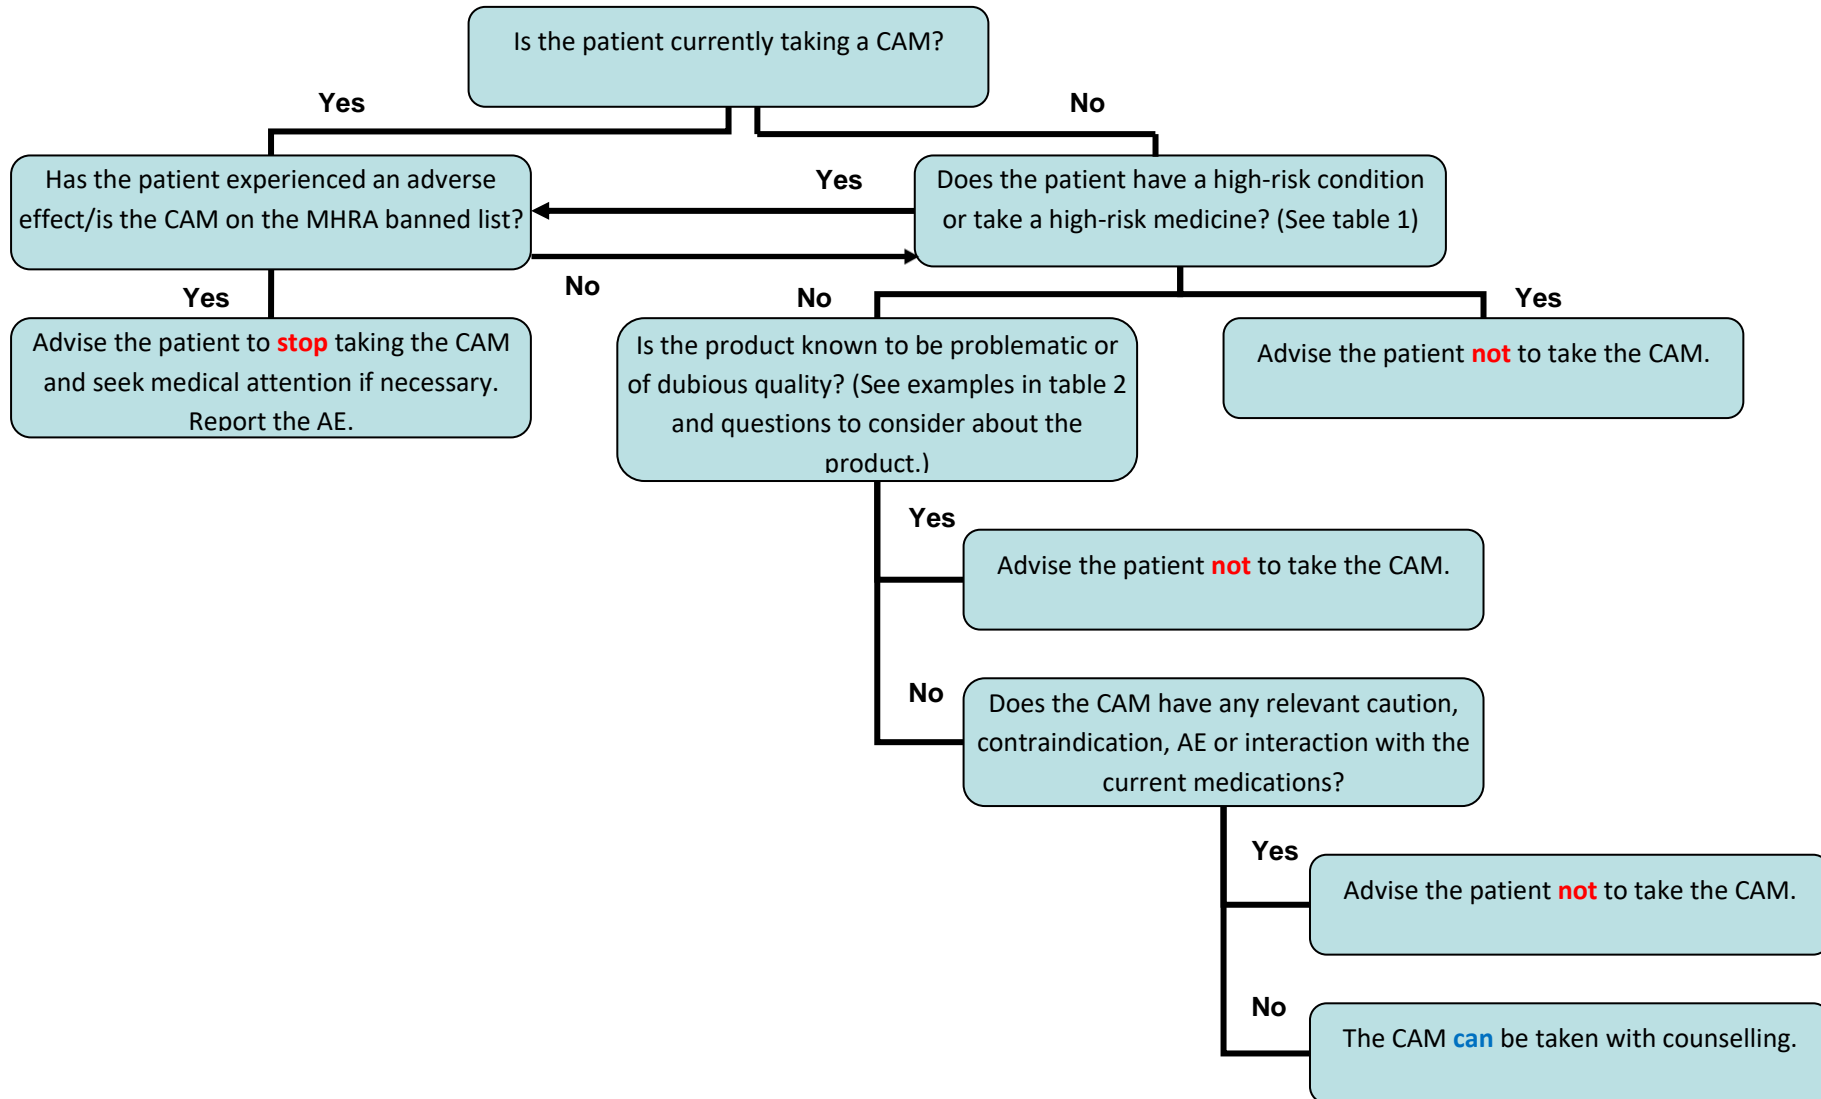 Is the patient currently taking a CAM?
Yes
No
Has the patient experienced an adverse
effect/is the CAM on the MHRA banned list?
Yes
Does the patient have a high-risk condition
or take a high-risk medicine? (See table 1)
No
Yes
No
Yes
Advise the patient to stop taking the CAM
and seek medical attention if necessary.
Report the AE.
Is the product known to be problematic or
of dubious quality? (See examples in table 2
and questions to consider about the
product.)
Advise the patient not to take the CAM.
Yes
Advise the patient not to take the CAM.
No
Does the CAM have any relevant caution,
contraindication, AE or interaction with the
current medications?
Yes
Advise the patient not to take the CAM.
No
The CAM can be taken with counselling.